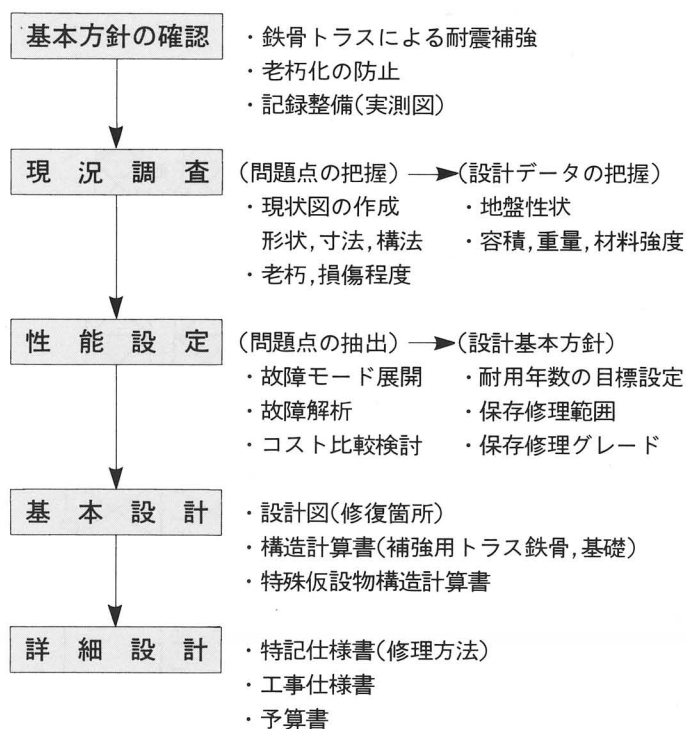 基本方針の確認 ・鉄骨トラスによる耐震補強
・老朽化の防止
・記録整備(実測図)
現況調査 (問題点の把握) → (設計データの把握)
・現状図の作成 ・地盤性状
形状,寸法,構法 ・容積,重量,材料強度
・老朽,損傷程度
性能設定 (問題点の抽出) → (設計基本方針)
・故障モード展開 ・耐用年数の目標設定
・故障解析 ・保存修理範囲
・コスト比較検討 ・保存修理グレード
基本設計 ・設計図(修復箇所)
・構造計算書(補強用トラス鉄骨,基礎)
・特殊仮設物構造計算書
詳細設計 ・特記仕様書(修理方法)
・工事仕様書
・予算書